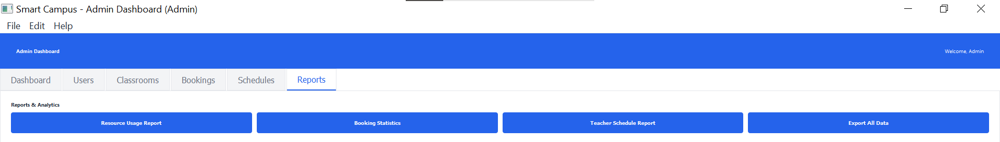 Smart Campus - Admin Dashboard (Admin)
File Edit Help
Admin Dashboard Welcome, Admin
Dashboard Users Classrooms Bookings Schedules Reports
Reports & Analytics
Resource Usage Report Booking Statistics Teacher Schedule Report Export All Data